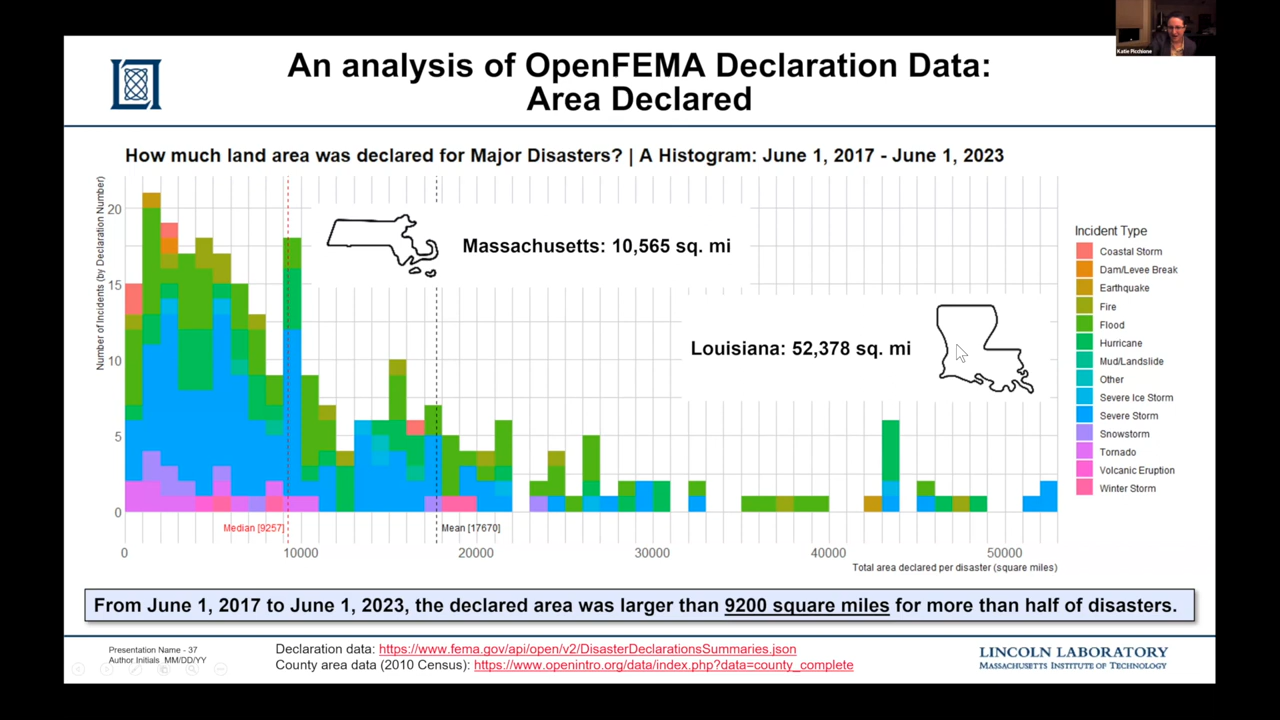 Katie Picchione
An analysis of OpenFEMA Declaration Data:
Area Declared
How much land area was declared for Major Disasters? | A Histogram: June 1, 2017 - June 1, 2023
Number of Incidents (by Declaration Number)
20
15
10
5
0
Massachusetts: 10,565 sq. mi
Louisiana: 52,378 sq. mi
Median [9257]
Mean [17670]
0
10000
20000
30000
40000
50000
Total area declared per disaster (square miles)
Incident Type
Coastal Storm
Dam/Levee Break
Earthquake
Fire
Flood
Hurricane
Mud/Landslide
Other
Severe Ice Storm
Severe Storm
Snowstorm
Tornado
Volcanic Eruption
Winter Storm
From June 1, 2017 to June 1, 2023, the declared area was larger than 9200 square miles for more than half of disasters.
Presentation Name - 37
Author Initials MM/DD/YY
Declaration data: https://www.fema.gov/api/open/v2/DisasterDeclarationsSummaries.json
County area data (2010 Census): https://www.openintro.org/data/index.php?data=county_complete
LINCOLN LABORATORY
MASSACHUSETTS INSTITUTE OF TECHNOLOGY